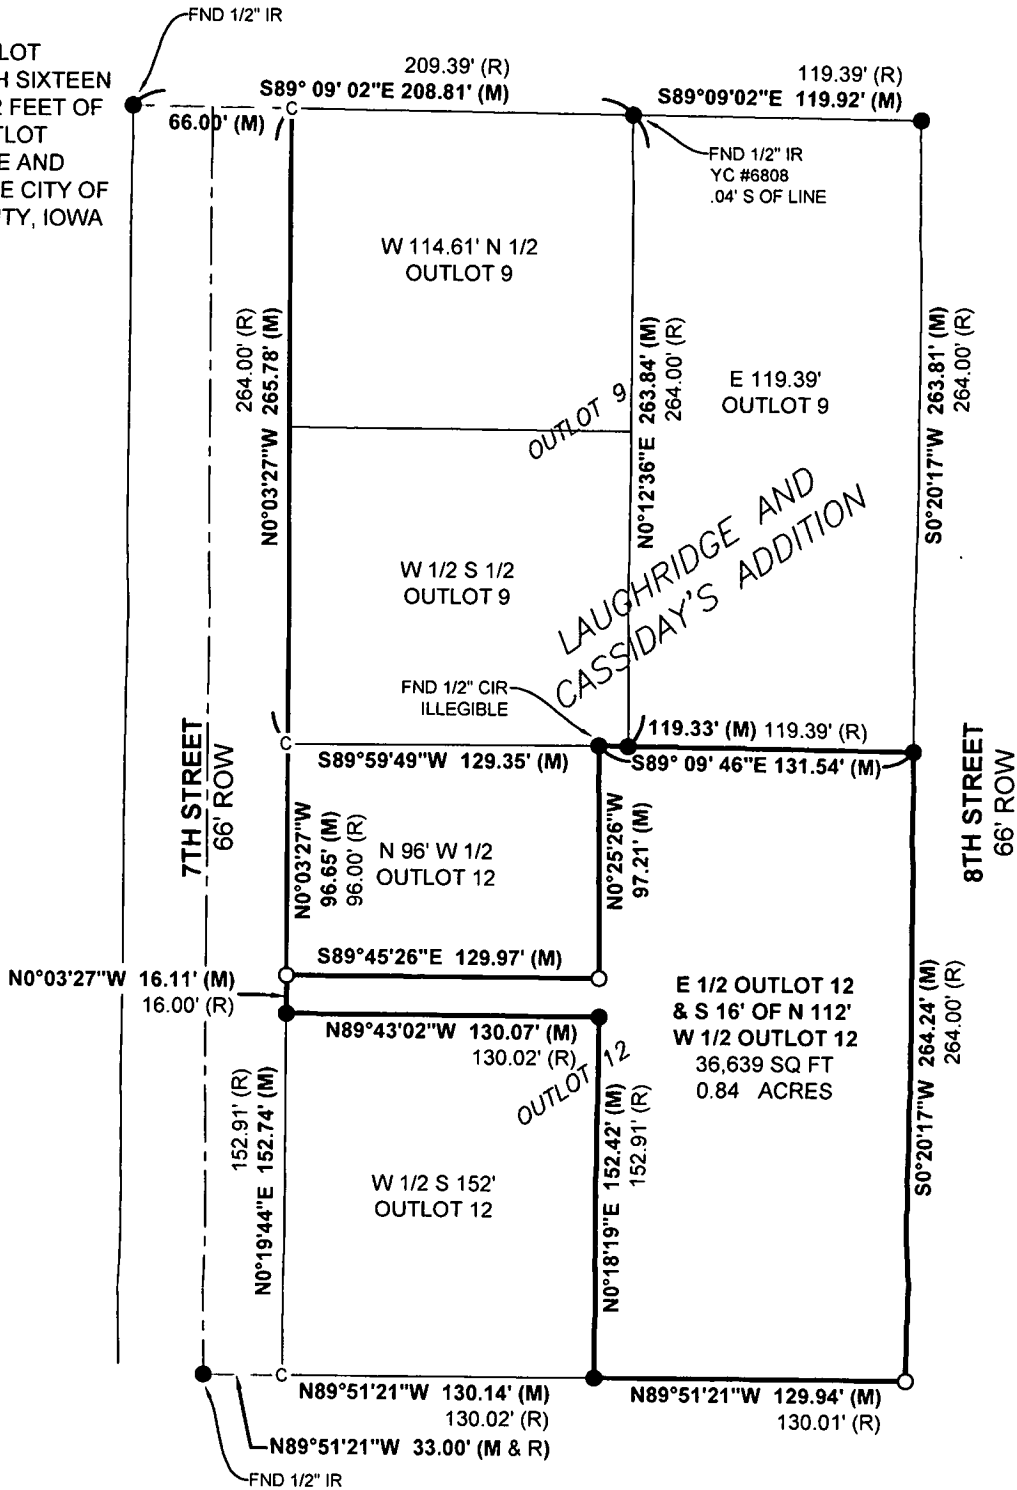 FND 1/2" IR
LOT
H SIXTEEN
FEET OF
TLOT
E AND
E CITY OF
TY, IOWA
209.39' (R)
S89° 09' 02"E 208.81' (M)
119.39' (R)
S89°09'02"E 119.92' (M)
C
66.00' (M)
FND 1/2" IR
YC #6808
.04' S OF LINE
W 114.61' N 1/2
OUTLOT 9
264.00' (R)
N0°03'27"W 265.78' (M)
OUTLOT 9
N0°12'36"E 263.84' (M)
264.00' (R)
E 119.39'
OUTLOT 9
S0°20'17"W 263.81' (M)
264.00' (R)
LAUGHRIDGE AND
CASSIDAY'S ADDITION
W 1/2 S 1/2
OUTLOT 9
FND 1/2" CIR
ILLEGIBLE
119.33' (M) 119.39' (R)
C
S89°59'49"W 129.35' (M)
S89° 09' 46"E 131.54' (M)
7TH STREET
66' ROW
8TH STREET
66' ROW
N0°03'27"W
96.65' (M)
96.00' (R)
N 96' W 1/2
OUTLOT 12
N0°25'26"W
97.21' (M)
S89°45'26"E 129.97' (M)
N0°03'27"W 16.11' (M)
16.00' (R)
N89°43'02"W 130.07' (M)
130.02' (R)
OUTLOT 12
E 1/2 OUTLOT 12
& S 16' OF N 112'
W 1/2 OUTLOT 12
36,639 SQ FT
0.84 ACRES
S0°20'17"W 264.24' (M)
264.00' (R)
152.91' (R)
N0°19'44"E 152.74' (M)
W 1/2 S 152'
OUTLOT 12
N0°18'19"E 152.42' (M)
152.91' (R)
C
N89°51'21"W 130.14' (M)
130.02' (R)
N89°51'21"W 129.94' (M)
130.01' (R)
N89°51'21"W 33.00' (M & R)
FND 1/2" IR